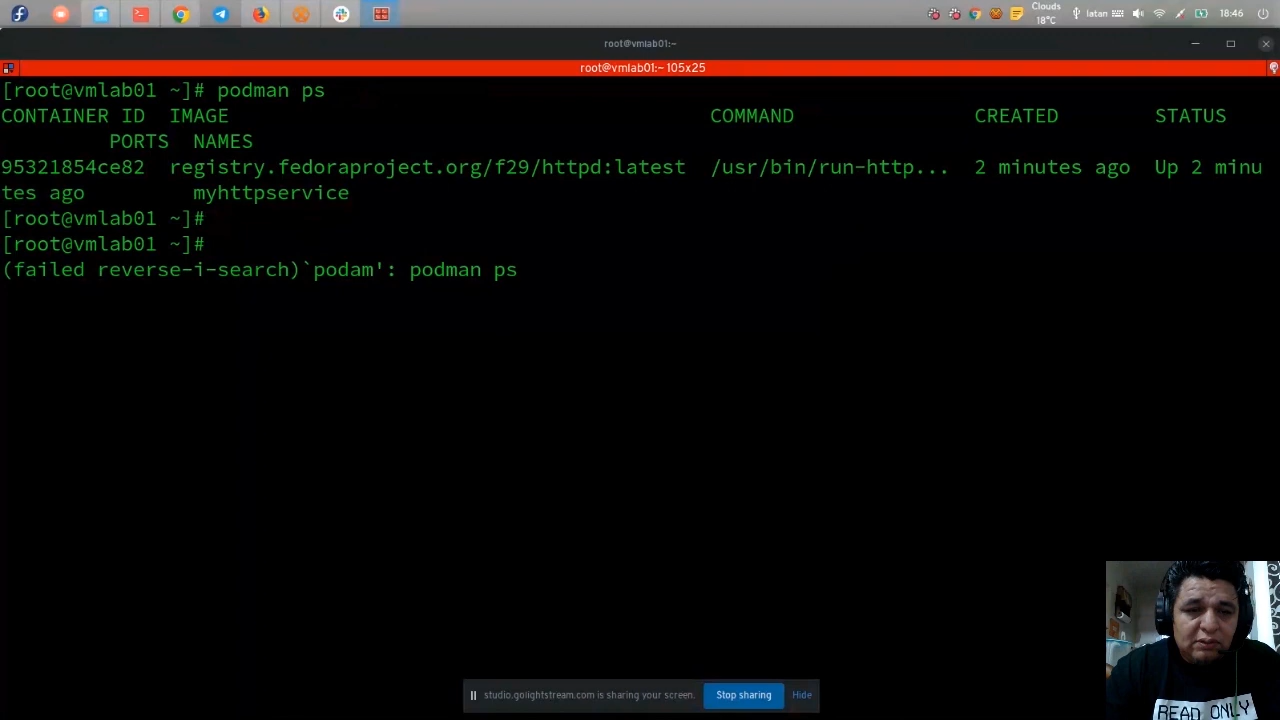 Clouds
18°C
latan
18:46
root@vmlab01:~
root@vmlab01:~ 105x25
[root@vmlab01 ~]# podman ps
CONTAINER ID  IMAGE                                        COMMAND               CREATED        STATUS
         PORTS  NAMES
95321854ce82  registry.fedoraproject.org/f29/httpd:latest  /usr/bin/run-http...  2 minutes ago  Up 2 minu
tes ago         myhttpservice
[root@vmlab01 ~]#
[root@vmlab01 ~]#
(failed reverse-i-search)`podam': podman ps
studio.golightstream.com is sharing your screen.
Stop sharing
Hide
READ ONLY